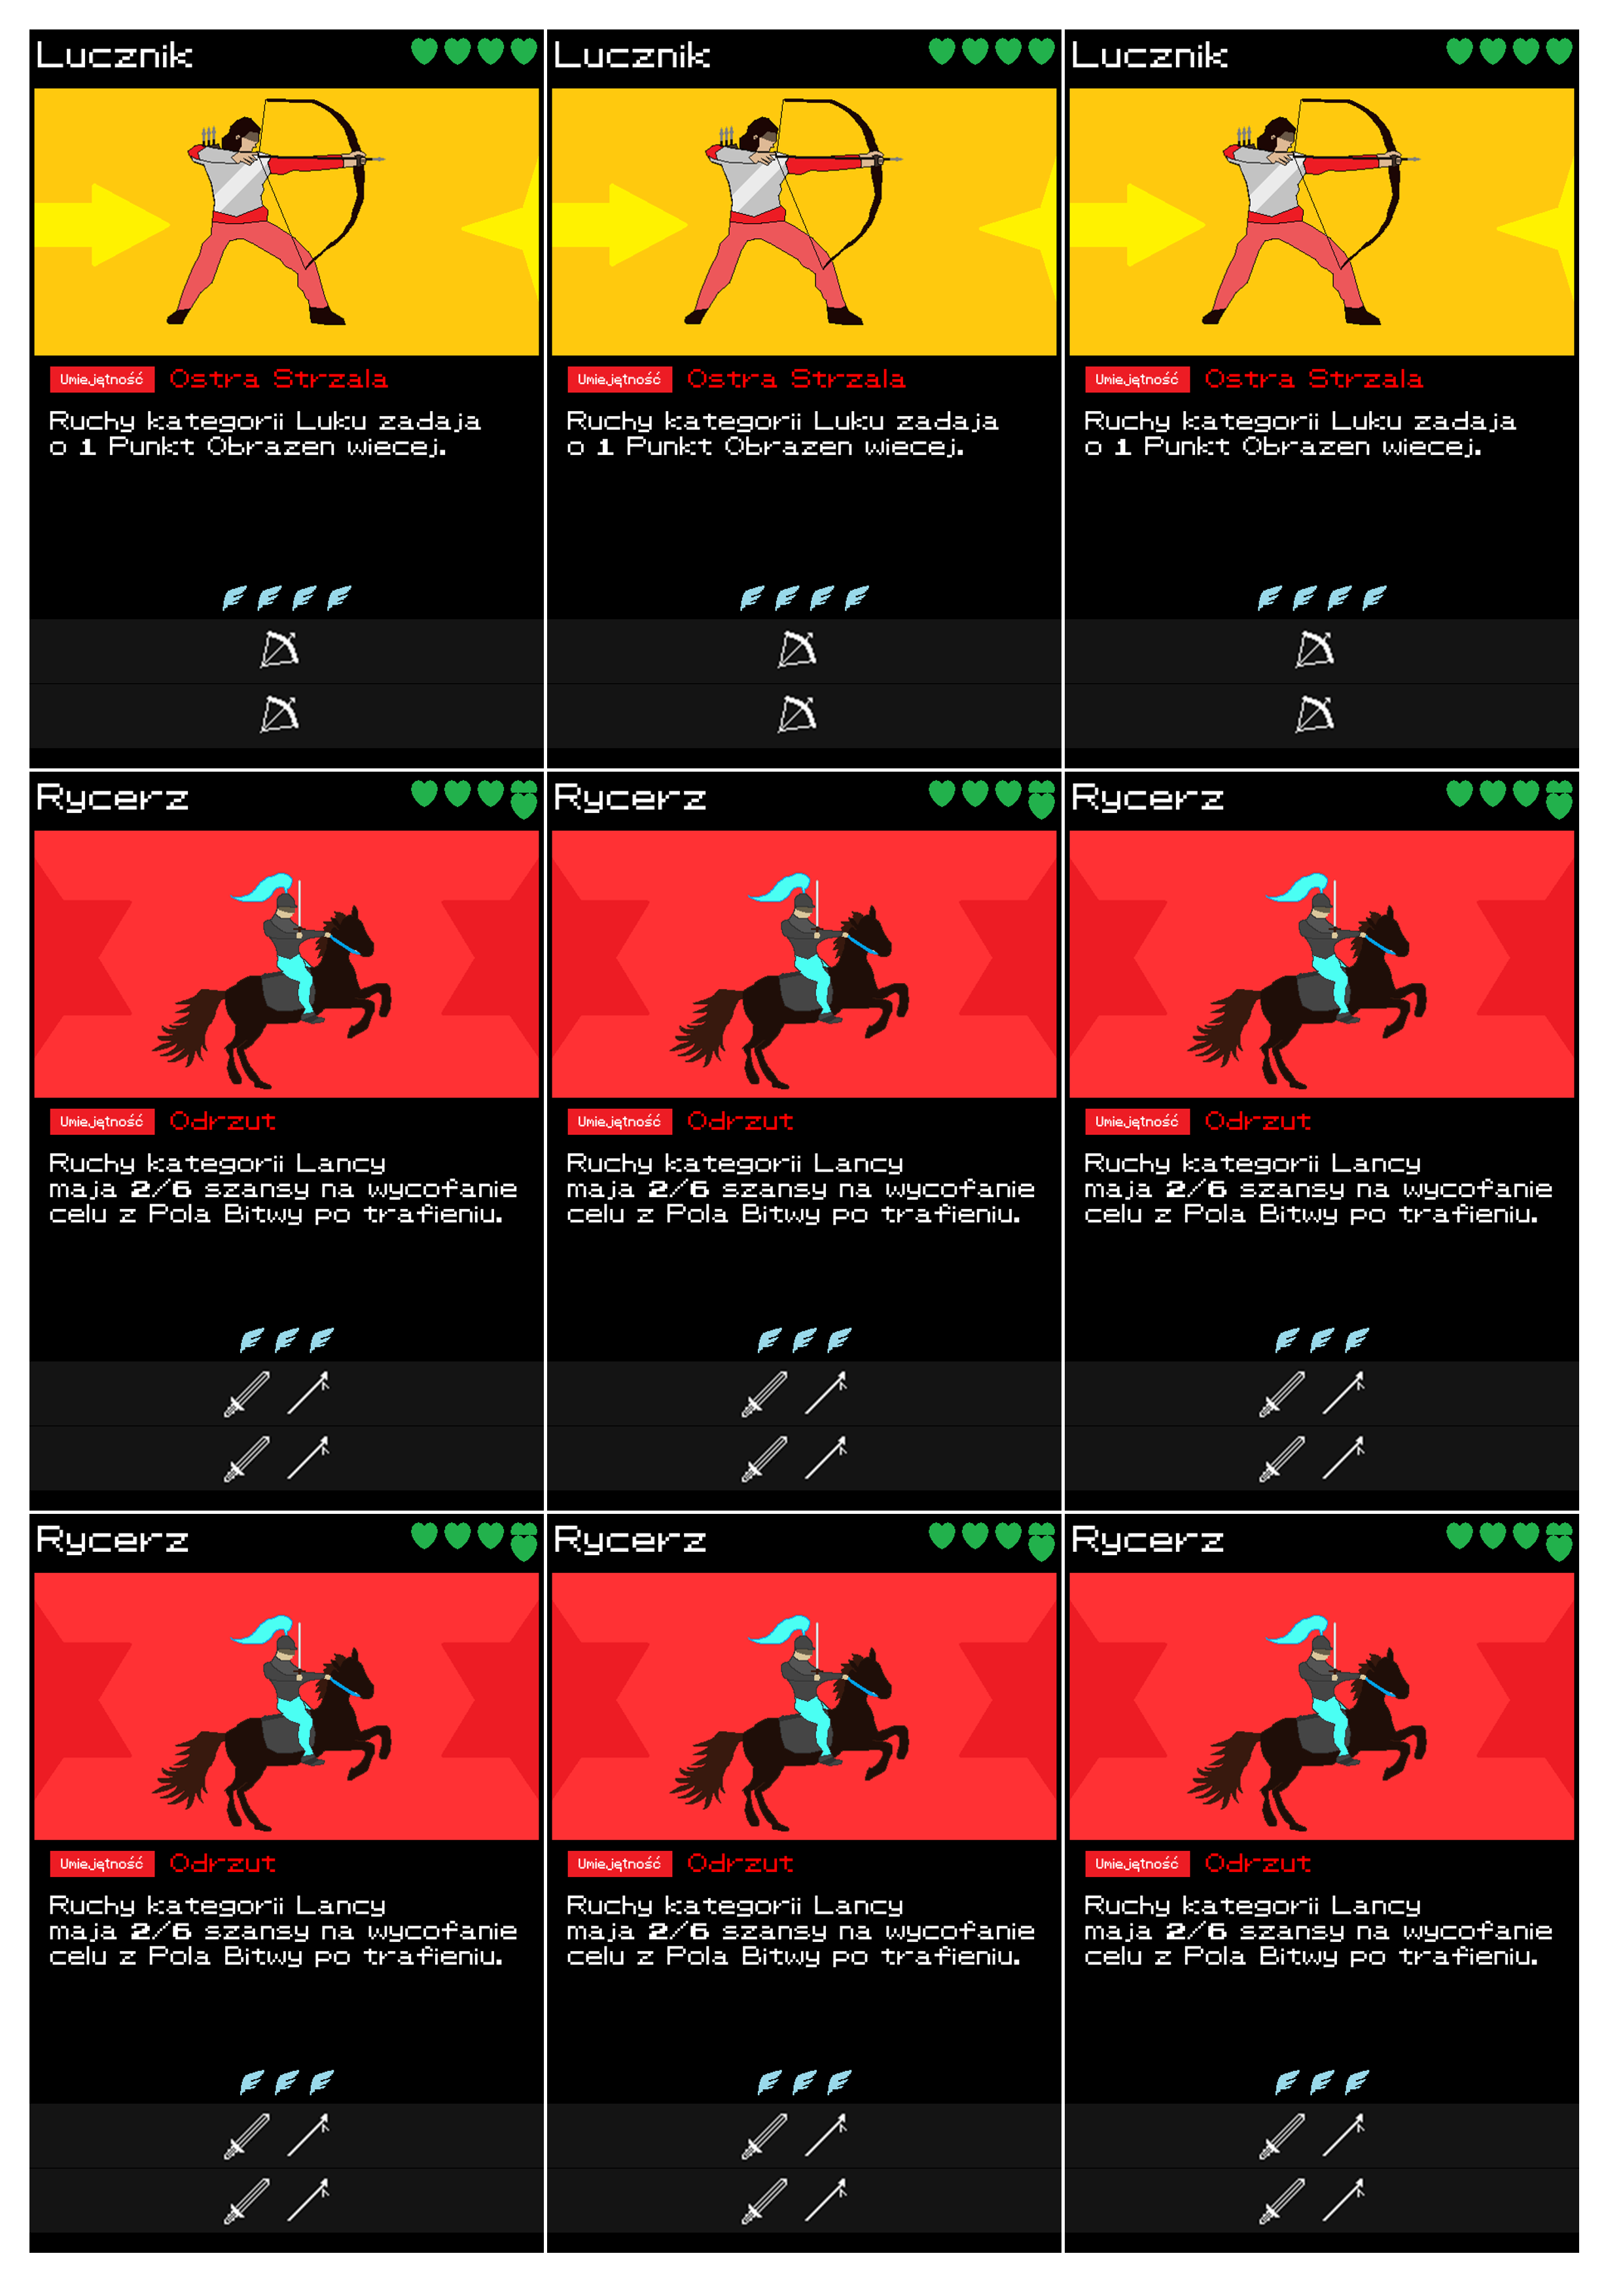 Lucznik
Umiejętność Ostra Strzala
Ruchy kategorii Luku zadaja
o 1 Punkt Obrazen wiecej.
Lucznik
Umiejętność Ostra Strzala
Ruchy kategorii Luku zadaja
o 1 Punkt Obrazen wiecej.
Lucznik
Umiejętność Ostra Strzala
Ruchy kategorii Luku zadaja
o 1 Punkt Obrazen wiecej.
Rycerz
Umiejętność Odrzut
Ruchy kategorii Lancy
maja 2/6 szansy na wycofanie
celu z Pola Bitwy po trafieniu.
Rycerz
Umiejętność Odrzut
Ruchy kategorii Lancy
maja 2/6 szansy na wycofanie
celu z Pola Bitwy po trafieniu.
Rycerz
Umiejętność Odrzut
Ruchy kategorii Lancy
maja 2/6 szansy na wycofanie
celu z Pola Bitwy po trafieniu.
Rycerz
Umiejętność Odrzut
Ruchy kategorii Lancy
maja 2/6 szansy na wycofanie
celu z Pola Bitwy po trafieniu.
Rycerz
Umiejętność Odrzut
Ruchy kategorii Lancy
maja 2/6 szansy na wycofanie
celu z Pola Bitwy po trafieniu.
Rycerz
Umiejętność Odrzut
Ruchy kategorii Lancy
maja 2/6 szansy na wycofanie
celu z Pola Bitwy po trafieniu.